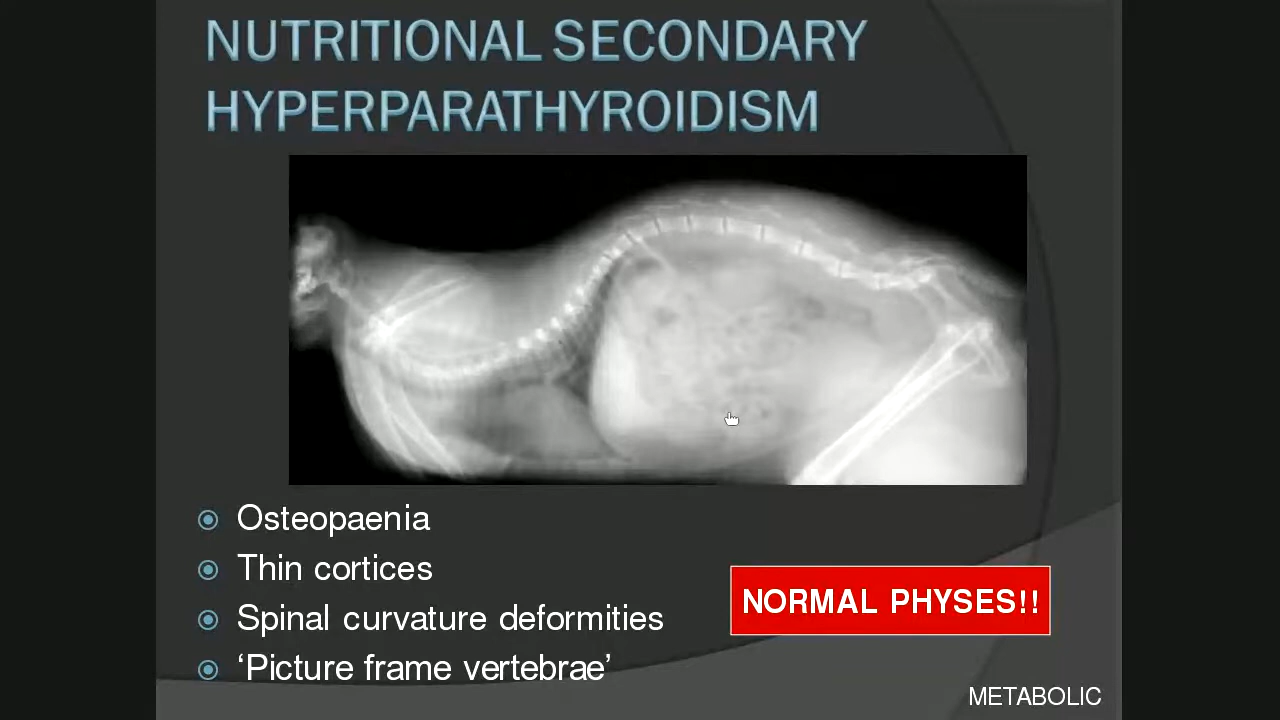 NUTRITIONAL SECONDARY
HYPERPARATHYROIDISM
Osteopaenia
Thin cortices
Spinal curvature deformities
‘Picture frame vertebrae’
NORMAL PHYSES!!
METABOLIC